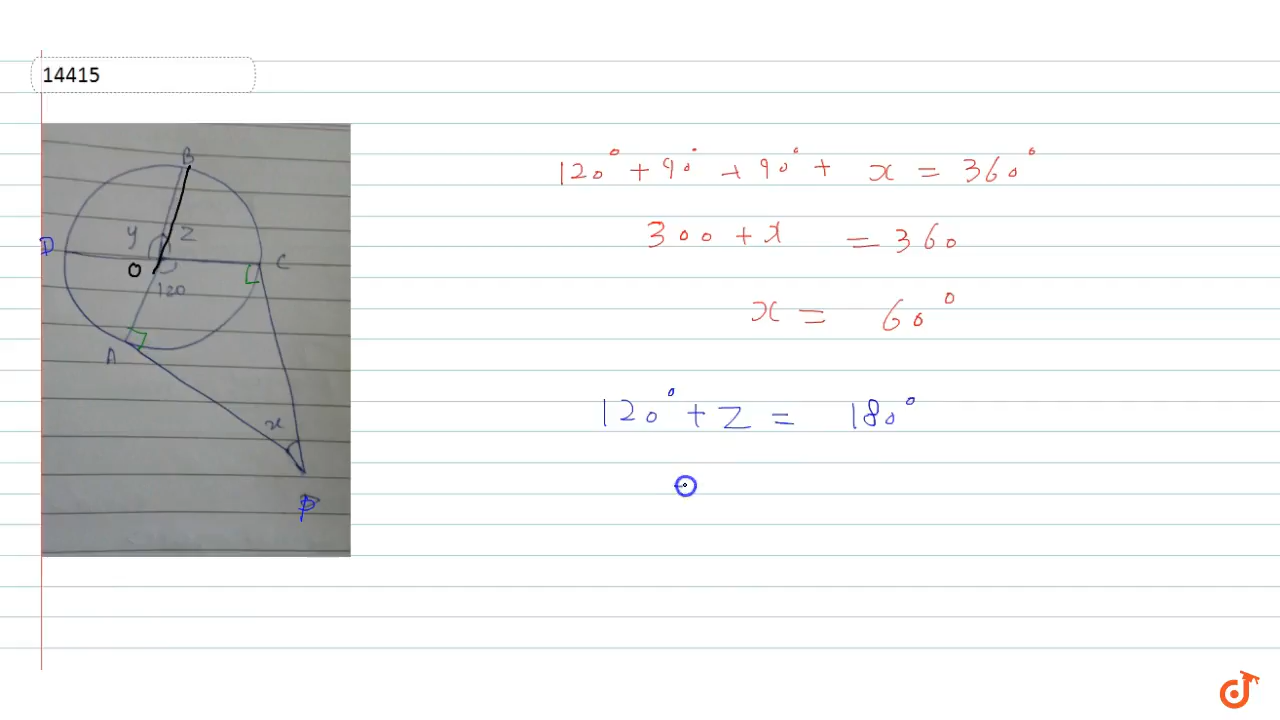 14415
B
y
z
D
O
C
120
A
x
P
120° + 90° + 90° + x = 360°
300 + x = 360
x = 60°
120° + z = 180°